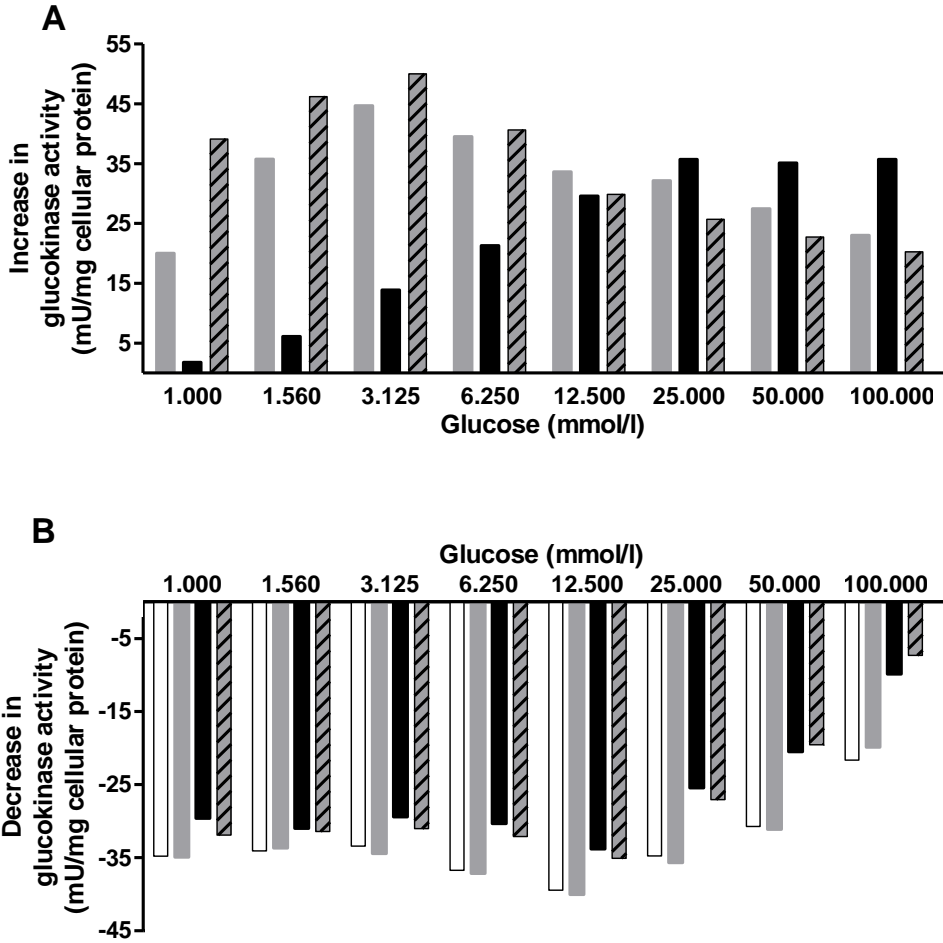 A
Increase in
glucokinase activity
(mU/mg cellular protein)
55
45
35
25
15
5
1.000 1.560 3.125 6.250 12.500 25.000 50.000 100.000
Glucose (mmol/l)
B
Glucose (mmol/l)
1.000 1.560 3.125 6.250 12.500 25.000 50.000 100.000
Decrease in
glucokinase activity
(mU/mg cellular protein)
-5
-15
-25
-35
-45